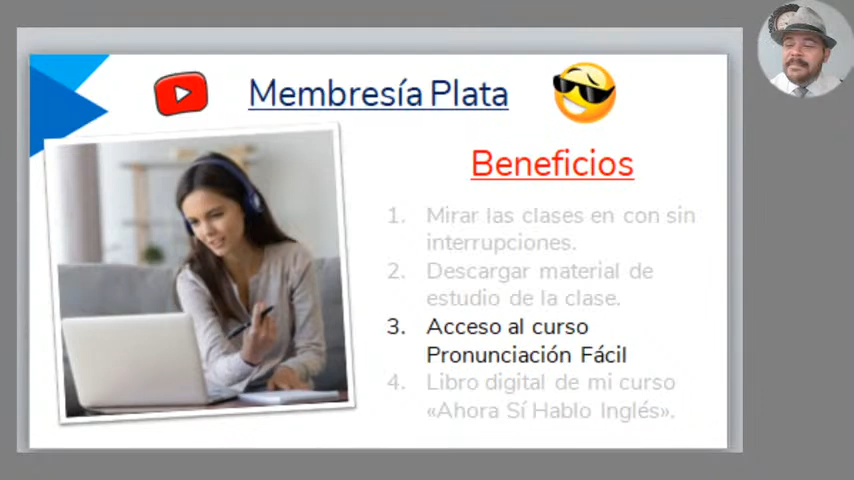 Membresía Plata
Beneficios
1. Mirar las clases en con sin
interrupciones.
2. Descargar material de
estudio de la clase.
3. Acceso al curso
Pronunciación Fácil
4. Libro digital de mi curso
«Ahora Sí Hablo Inglés».